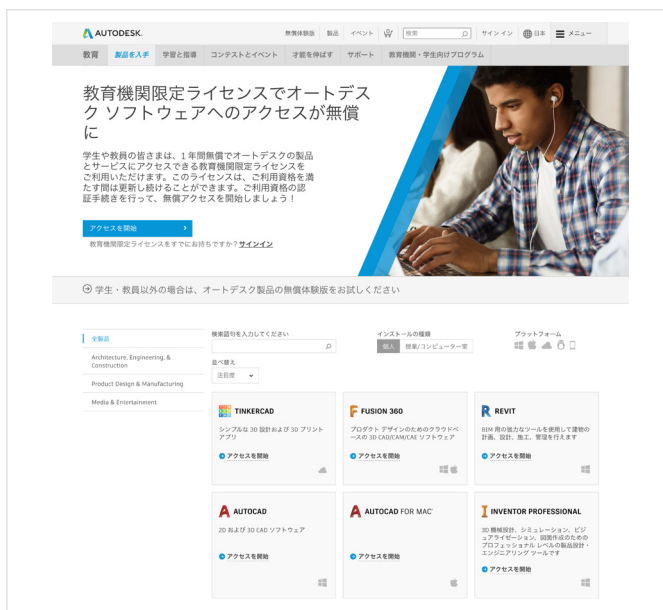 AUTODESK.
無償体験版 製品 イベント 検索 サイン イン 日本 メニュー
教育 製品を入手 学習と指導 コンテストとイベント 才能を伸ばす サポート 教育機関・学生向けプログラム
教育機関限定ライセンスでオートデス
ク ソフトウェアへのアクセスが無償
に
学生や教員の皆さまは、1 年間無償でオートデスクの製品
とサービスにアクセスできる教育機関限定ライセンスを
ご利用いただけます。このライセンスは、ご利用資格を満
たす間は更新し続けることができます。ご利用資格の認
証手続きを行って、無償アクセスを開始しましょう！
アクセスを開始
教育機関限定ライセンスをすでにお持ちですか？サインイン
学生・教員以外の場合は、オートデスク製品の無償体験版をお試しください
全製品
Architecture, Engineering, &
Construction
Product Design & Manufacturing
Media & Entertainment
検索語句を入力してください
インストールの種類
個人 授業/コンピューター室
プラットフォーム
並べ替え
注目度
TINKERCAD
シンプルな 3D 設計および 3D プリント
アプリ
アクセスを開始
FUSION 360
プロダクト デザインのためのクラウドベ
ースの 3D CAD/CAM/CAE ソフトウェア
アクセスを開始
REVIT
BIM 用の強力なツールを使用して建物の
計画、設計、施工、管理を行えます
アクセスを開始
AUTOCAD
2D および 3D CAD ソフトウェア
アクセスを開始
AUTOCAD FOR MAC
アクセスを開始
INVENTOR PROFESSIONAL
3D 機械設計、シミュレーション、ビジ
ュアライゼーション、図面作成のための
プロフェッショナル レベルの製品設計・
エンジニアリング ツールです
アクセスを開始